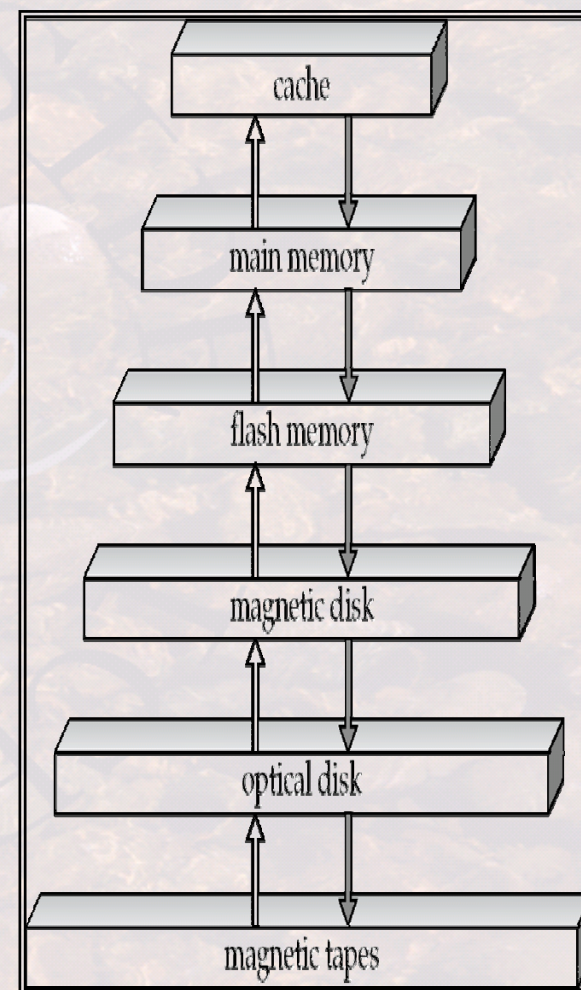 cache
main memory
flash memory
magnetic disk
optical disk
magnetic tapes